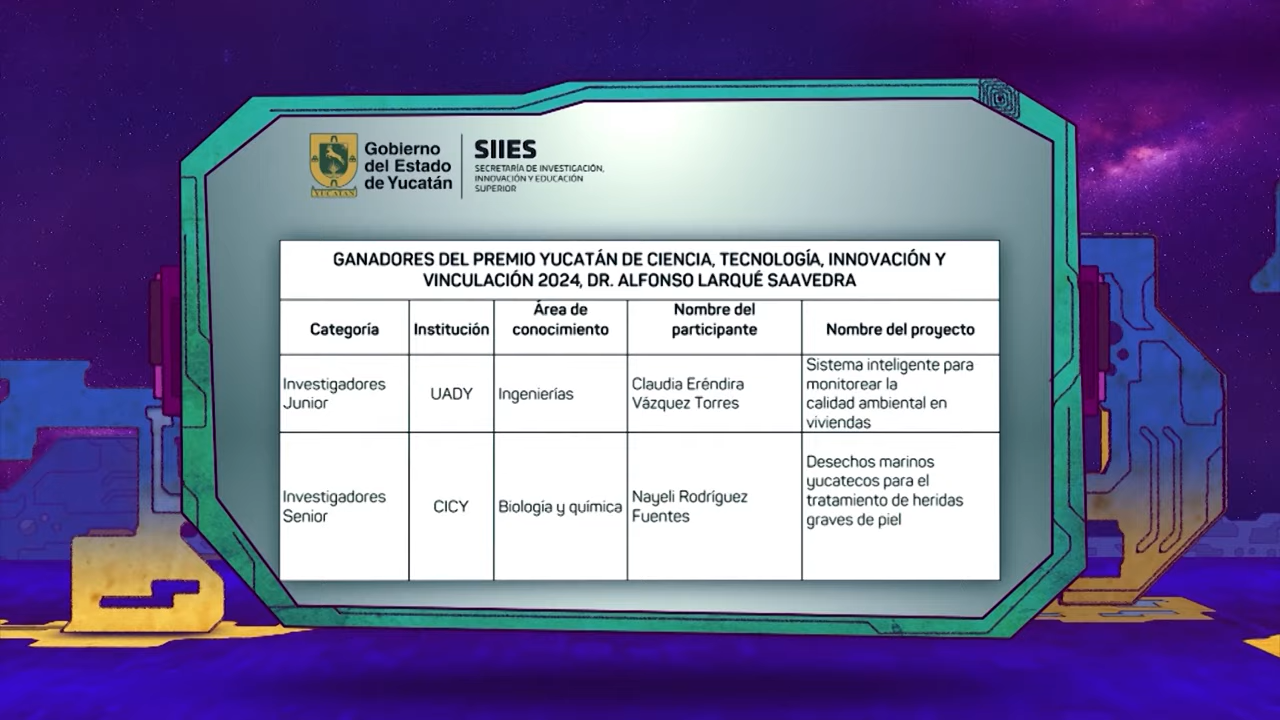 Gobierno
del Estado
de Yucatán
YUCATÁN
SIIES
SECRETARÍA DE INVESTIGACIÓN,
INNOVACIÓN Y EDUCACIÓN
SUPERIOR
GANADORES DEL PREMIO YUCATÁN DE CIENCIA, TECNOLOGÍA, INNOVACIÓN Y
VINCULACIÓN 2024, DR. ALFONSO LARQUÉ SAAVEDRA
Categoría
Institución
Área de
conocimiento
Nombre del
participante
Nombre del proyecto
Investigadores
Junior
UADY
Ingenierías
Claudia Eréndira
Vázquez Torres
Sistema inteligente para
monitorear la
calidad ambiental en
viviendas
Investigadores
Senior
CICY
Biología y química
Nayeli Rodríguez
Fuentes
Desechos marinos
yucatecos para el
tratamiento de heridas
graves de piel